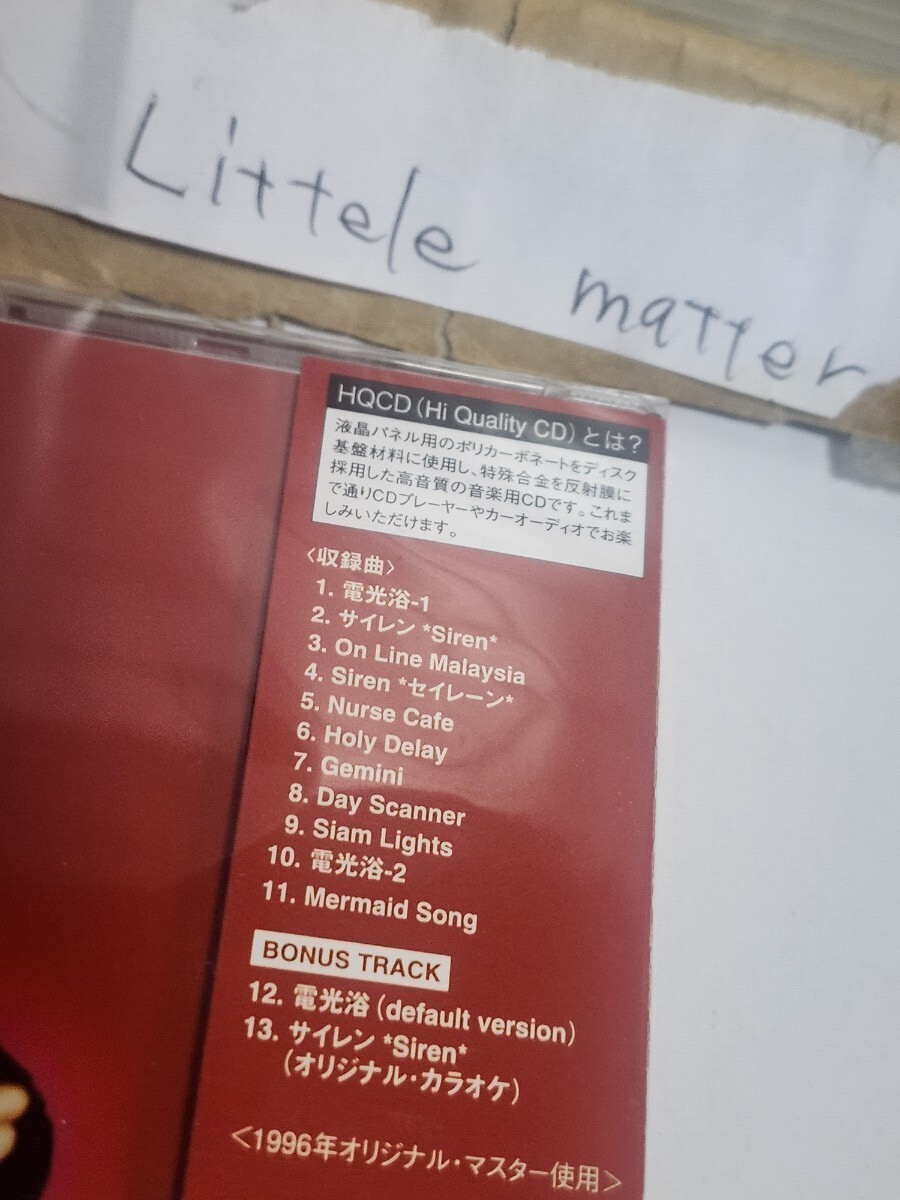 Littele matter
HQCD（Hi Quality CD）とは？
液晶パネル用のポリカーボネートをディスク
基盤材料に使用し、特殊合金を反射膜に
採用した高音質の音楽用CDです。これま
で通りCDプレーヤーやカーオーディオでお楽
しみいただけます。
〈収録曲〉
1. 電光浴-1
2. サイレン *Siren*
3. On Line Malaysia
4. Siren *セイレーン*
5. Nurse Cafe
6. Holy Delay
7. Gemini
8. Day Scanner
9. Siam Lights
10. 電光浴-2
11. Mermaid Song
BONUS TRACK
12. 電光浴（default version）
13. サイレン *Siren*
（オリジナル・カラオケ）
＜1996年オリジナル・マスター使用＞